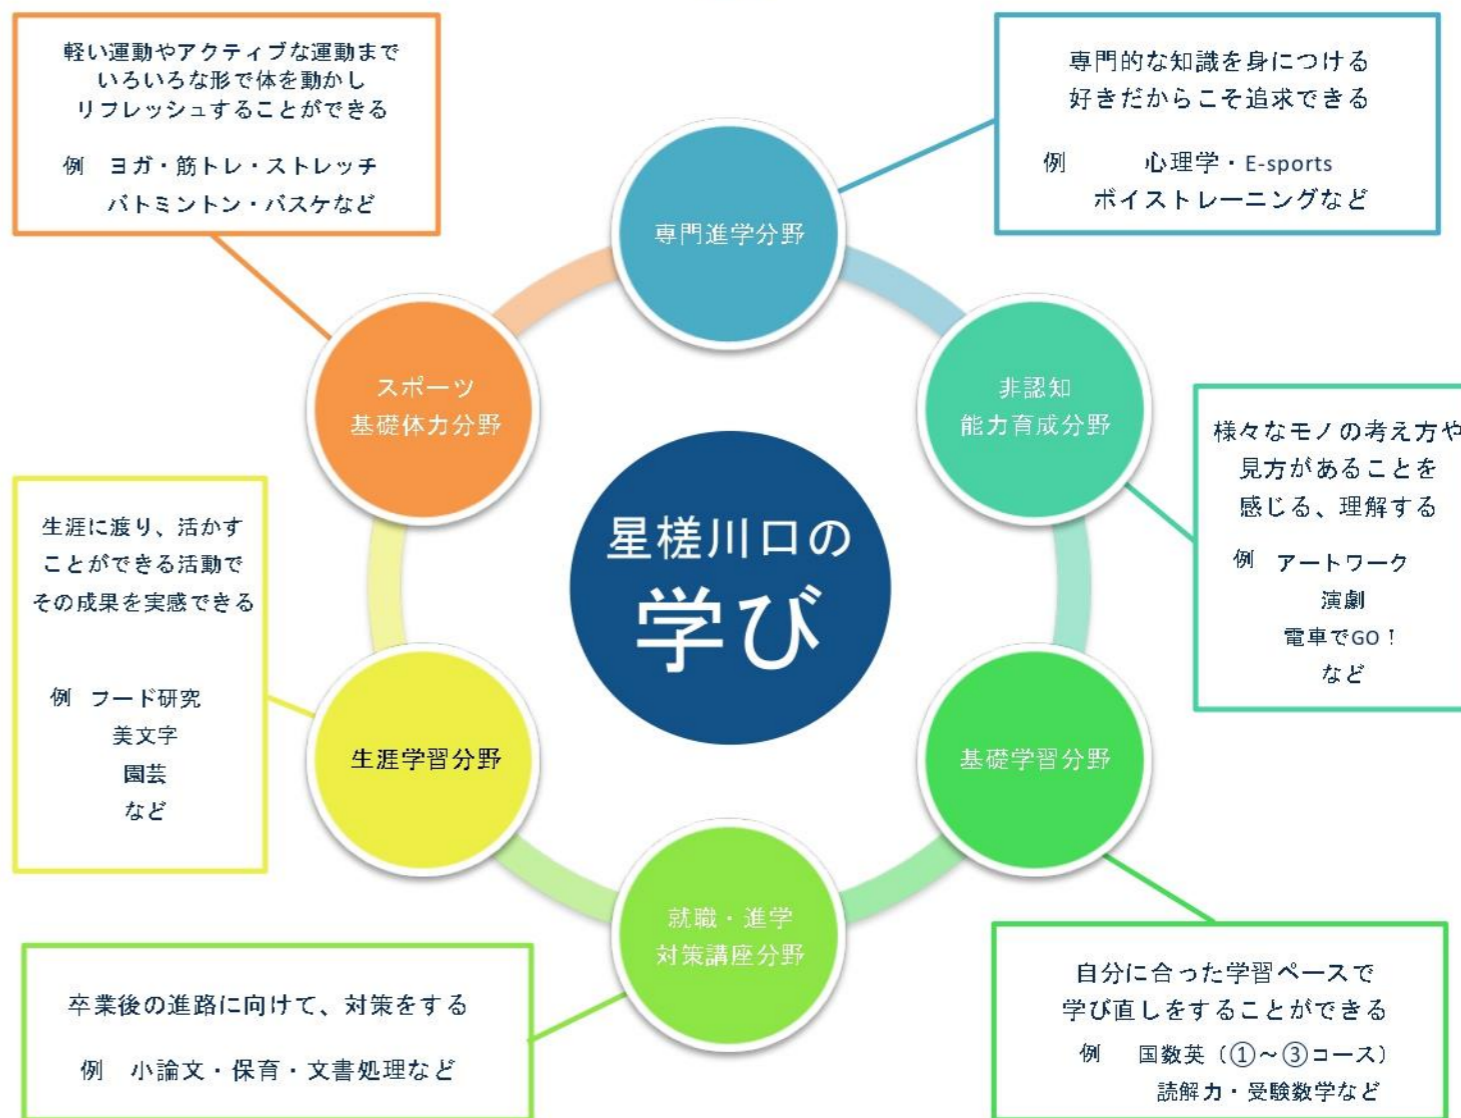 軽い運動やアクティブな運動まで
いろいろな形で体を動かし
リフレッシュすることができる
例 ヨガ・筋トレ・ストレッチ
バトミントン・バスケなど
専門的な知識を身につける
好きだからこそ追求できる
例 心理学・E-sports
ボイストレーニングなど
専門進学分野
スポーツ
基礎体力分野
非認知
能力育成分野
様々なモノの考え方や
見方があることを
感じる、理解する
例 アートワーク
演劇
電車でGO！
など
星槎川口の
学び
生涯に渡り、活かす
ことができる活動で
その成果を実感できる
例 フード研究
美文字
園芸
など
生涯学習分野
基礎学習分野
就職・進学
対策講座分野
卒業後の進路に向けて、対策をする
例 小論文・保育・文書処理など
自分に合った学習ペースで
学び直しをすることができる
例 国数英（①～③コース）
読解力・受験数学など